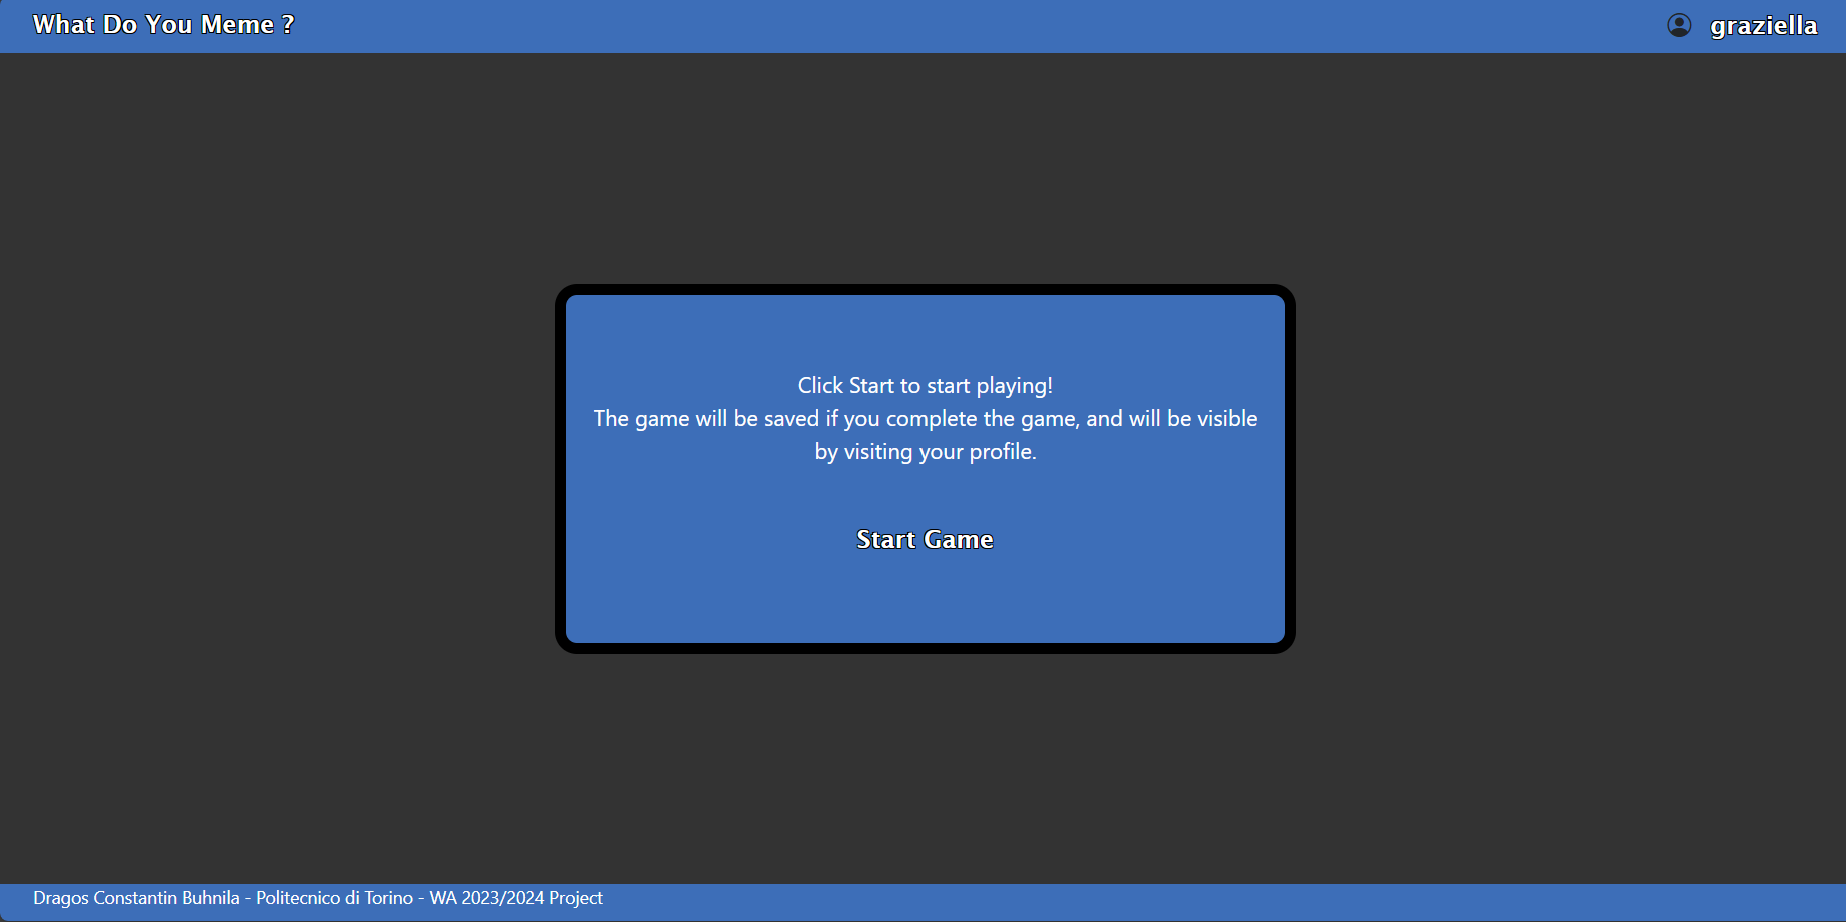 What Do You Meme ?
graziella
Click Start to start playing!
The game will be saved if you complete the game, and will be visible
by visiting your profile.
Start Game
Dragos Constantin Buhnila - Politecnico di Torino - WA 2023/2024 Project